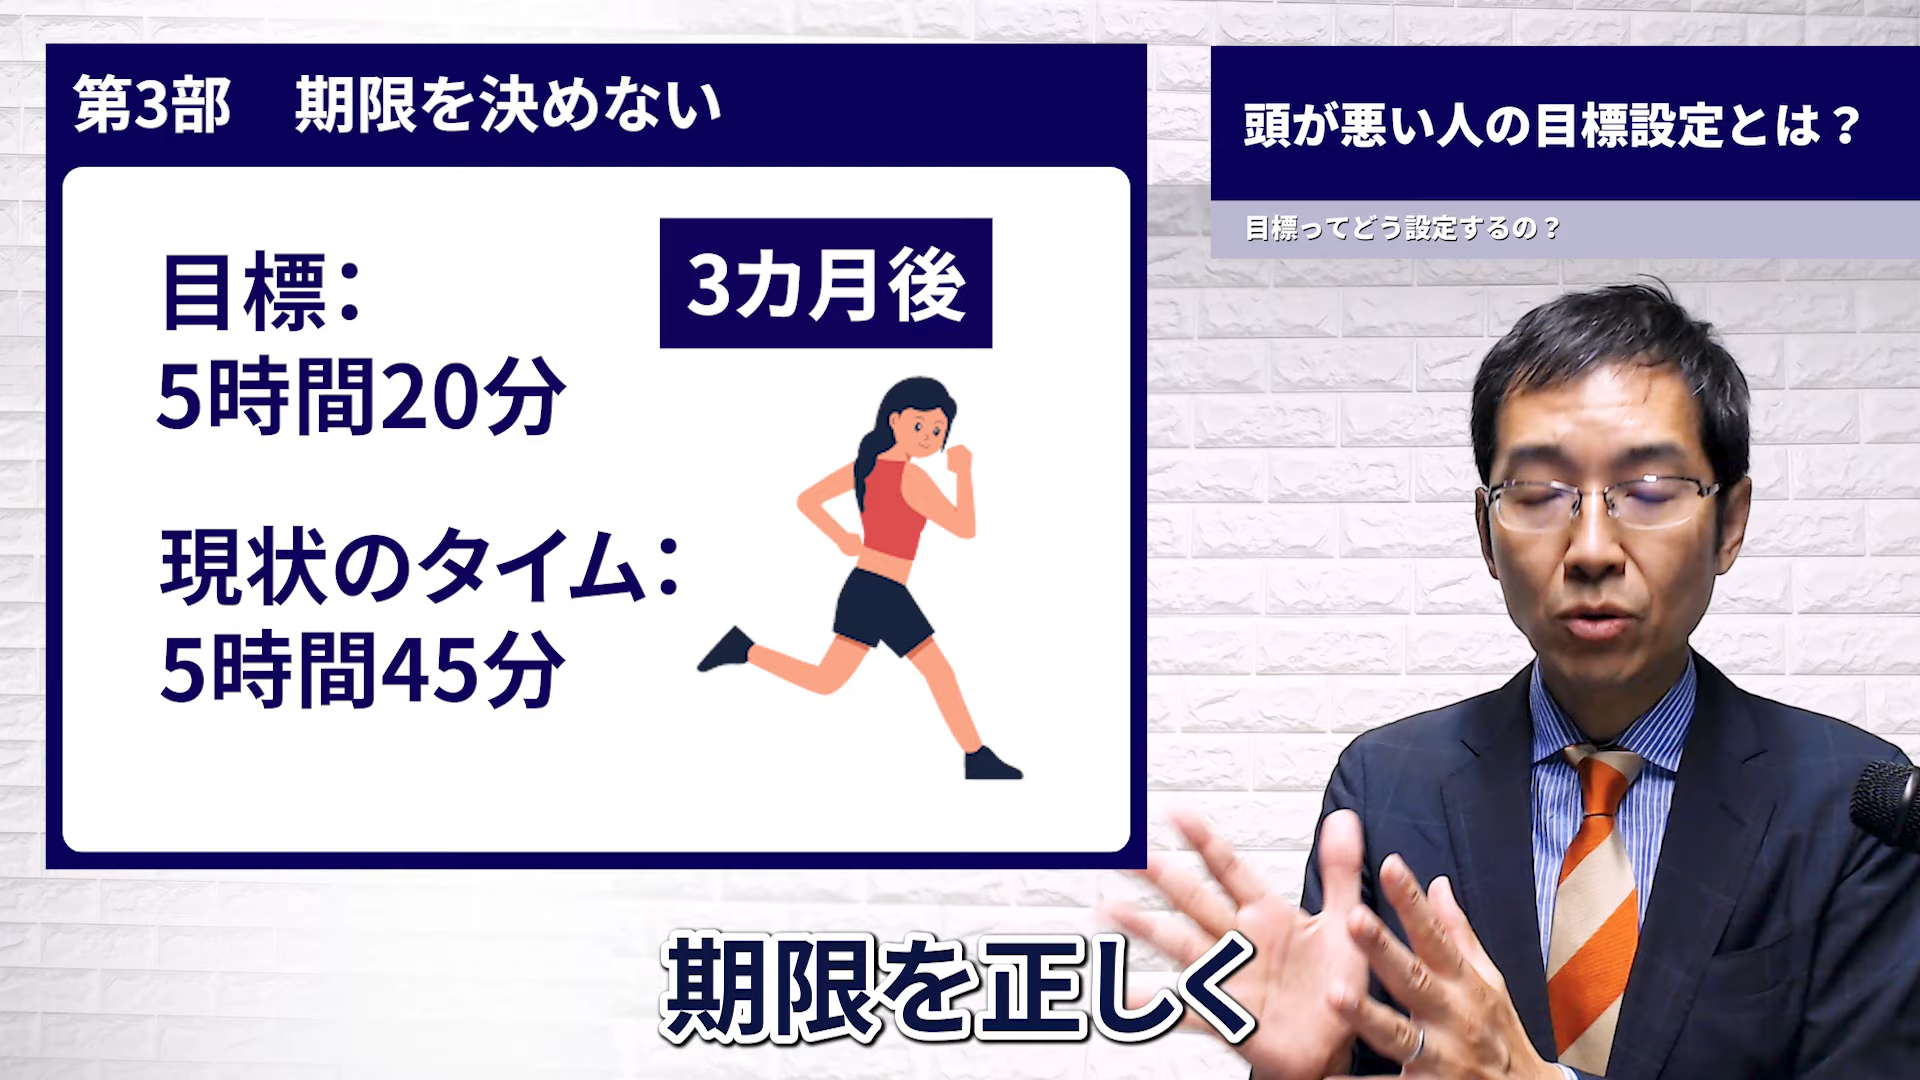 第3部　期限を決めない
頭が悪い人の目標設定とは？
目標ってどう設定するの？
3カ月後
目標：
5時間20分
現状のタイム：
5時間45分
期限を正しく